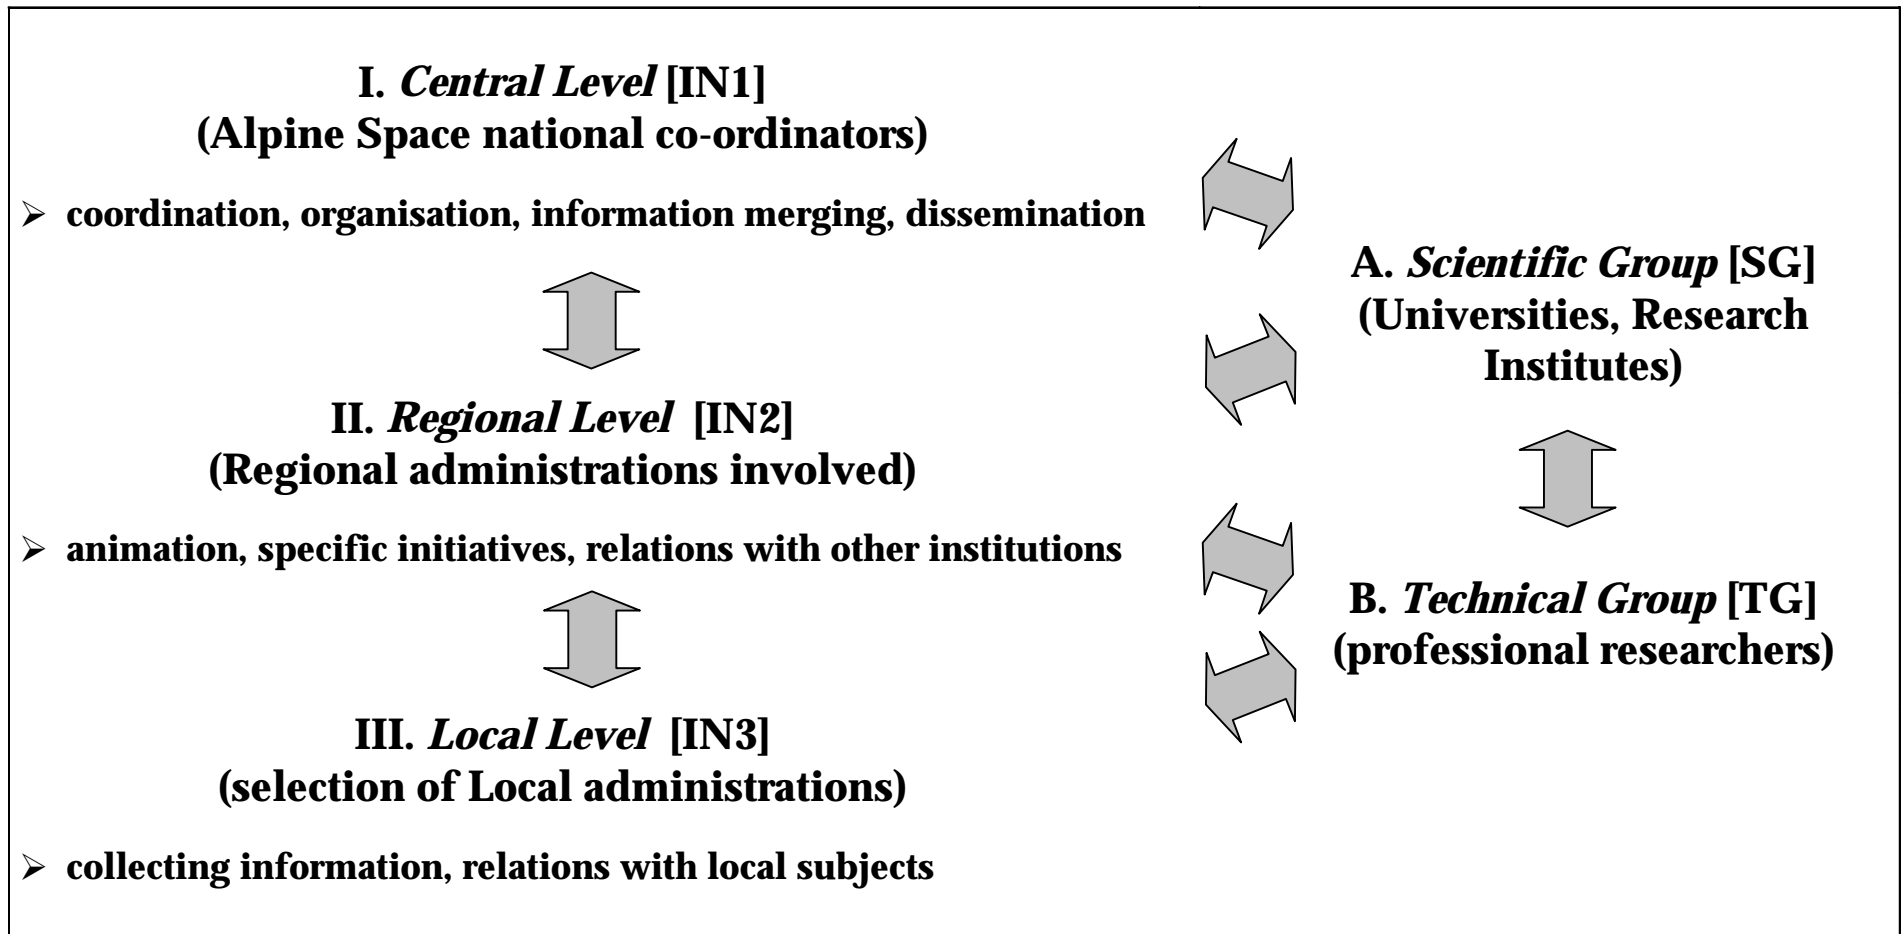 I. Central Level [IN1]
(Alpine Space national co-ordinators)
➢ coordination, organisation, information merging, dissemination
II. Regional Level [IN2]
(Regional administrations involved)
➢ animation, specific initiatives, relations with other institutions
III. Local Level [IN3]
(selection of Local administrations)
➢ collecting information, relations with local subjects
A. Scientific Group [SG]
(Universities, Research
Institutes)
B. Technical Group [TG]
(professional researchers)